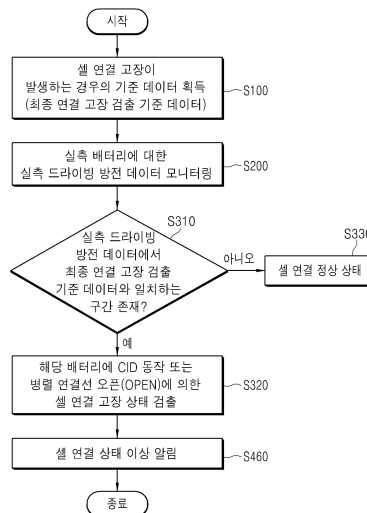 시작
셀 연결 고장이
발생하는 경우의 기준 데이터 획득
(최종 연결 고장 검출 기준 데이터)
S100
실측 배터리에 대한
실측 드라이빙 방전 데이터 모니터링
S200
S310
실측 드라이빙
방전 데이터에서
최종 연결 고장 검출
기준 데이터와 일치하는
구간 존재?
아니오
S330
셀 연결 정상 상태
예
해당 배터리에 CID 동작 또는
병렬 연결선 오픈(OPEN)에 의한
셀 연결 고장 상태 검출
S320
셀 연결 상태 이상 알림
S460
종료